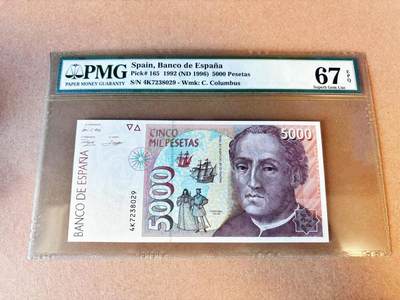 PMG
PAPER MONEY GUARANTY
Spain, Banco de España
Pick# 165 1992 (ND 1996) 5000 Pesetas
S/N 4K7238029 - Wmk: C. Columbus
67 EPQ
Superb Gem Unc
BANCO DE ESPAÑA
CINCO
MIL PESETAS
5000
5000
4K7238029
4K7238029